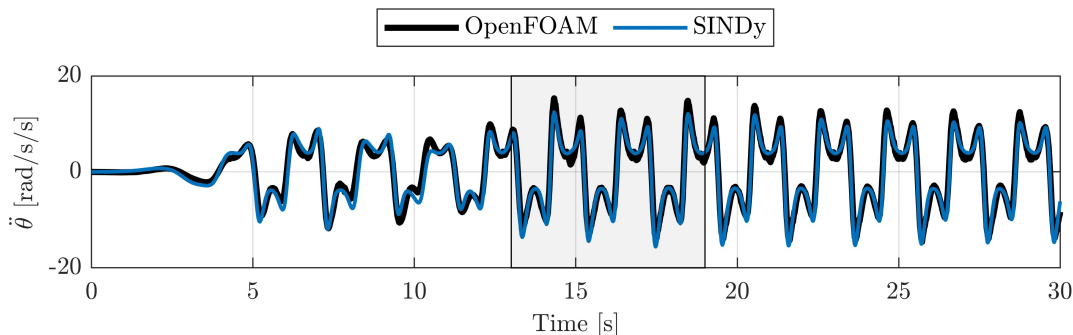 OpenFOAM SINDy
20
0
-20
θ̈ [rad/s/s]
0 5 10 15 20 25 30
Time [s]